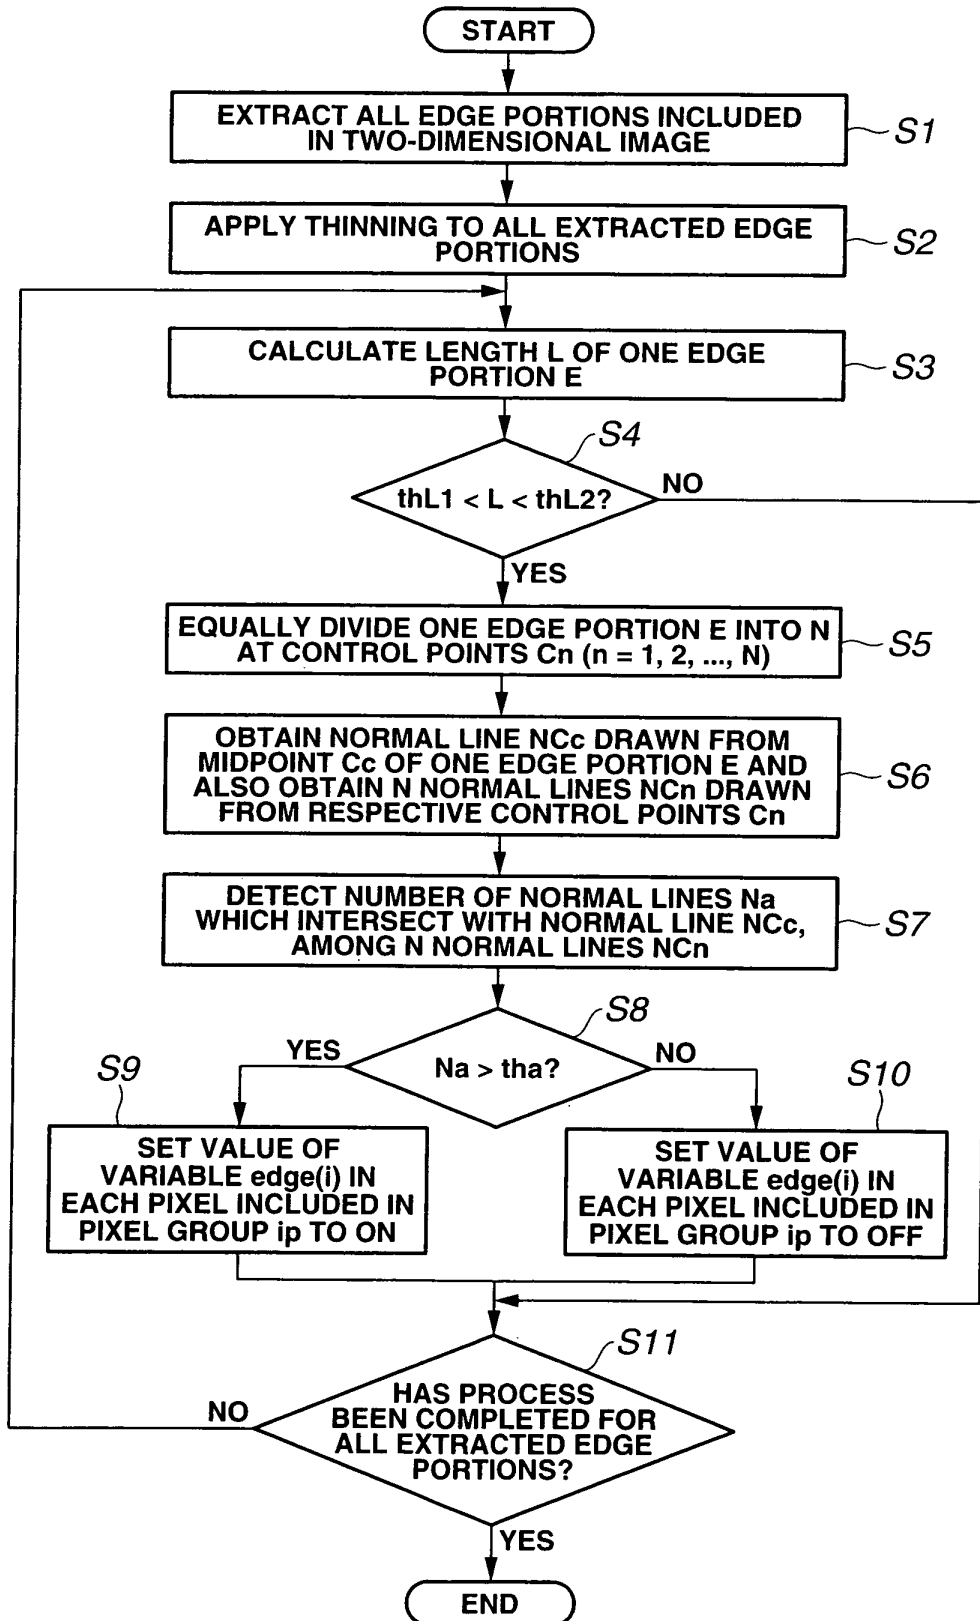 START
EXTRACT ALL EDGE PORTIONS INCLUDED
IN TWO-DIMENSIONAL IMAGE
S1
APPLY THINNING TO ALL EXTRACTED EDGE
PORTIONS
S2
CALCULATE LENGTH L OF ONE EDGE
PORTION E
S3
S4
thL1 < L < thL2?
NO
YES
EQUALLY DIVIDE ONE EDGE PORTION E INTO N
AT CONTROL POINTS Cn (n = 1, 2, ..., N)
S5
OBTAIN NORMAL LINE NCc DRAWN FROM
MIDPOINT Cc OF ONE EDGE PORTION E AND
ALSO OBTAIN N NORMAL LINES NCn DRAWN
FROM RESPECTIVE CONTROL POINTS Cn
S6
DETECT NUMBER OF NORMAL LINES Na
WHICH INTERSECT WITH NORMAL LINE NCc,
AMONG N NORMAL LINES NCn
S7
S8
Na > tha?
YES
NO
S9
SET VALUE OF
VARIABLE edge(i) IN
EACH PIXEL INCLUDED IN
PIXEL GROUP ip TO ON
S10
SET VALUE OF
VARIABLE edge(i) IN
EACH PIXEL INCLUDED IN
PIXEL GROUP ip TO OFF
S11
HAS PROCESS
BEEN COMPLETED FOR
ALL EXTRACTED EDGE
PORTIONS?
NO
YES
END